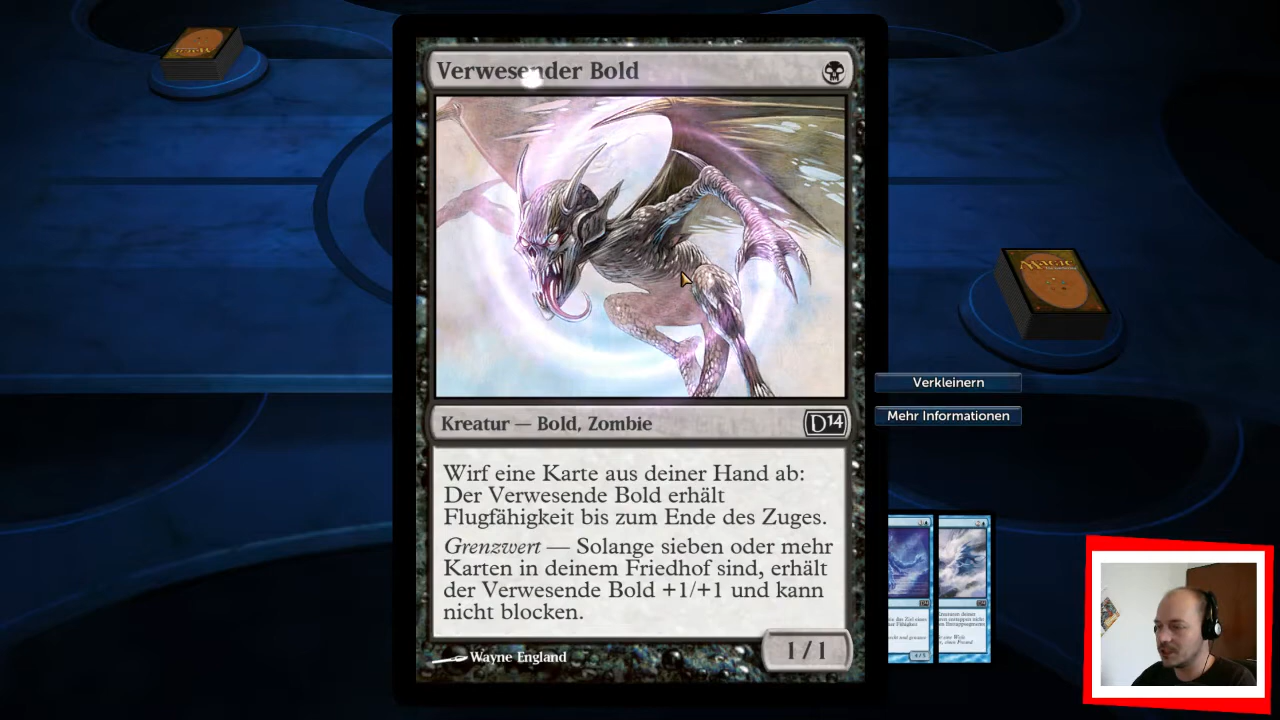 Verwesender Bold
Kreatur — Bold, Zombie
D14
Wirf eine Karte aus deiner Hand ab:
Der Verwesende Bold erhält
Flugfähigkeit bis zum Ende des Zuges.
Grenzwert — Solange sieben oder mehr
Karten in deinem Friedhof sind, erhält
der Verwesende Bold +1/+1 und kann
nicht blocken.
Wayne England
1/1
Magic
Verkleinern
Mehr Informationen